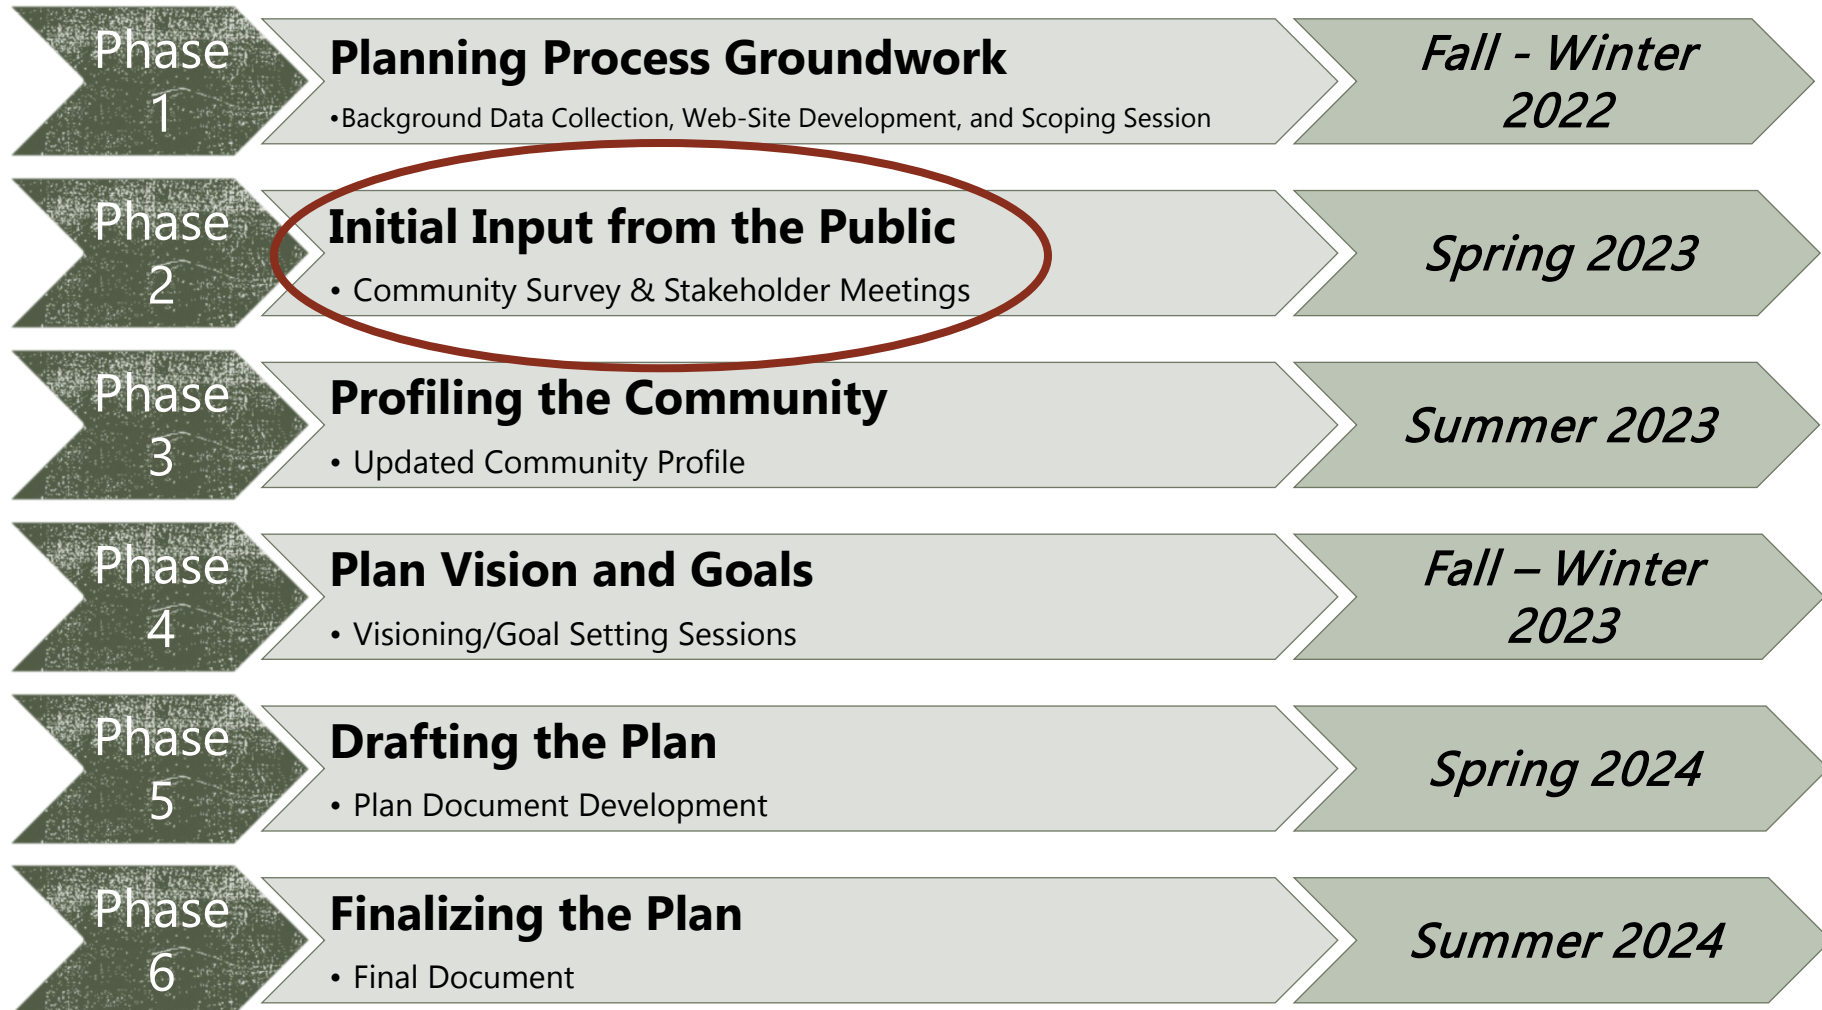 Phase
1
Planning Process Groundwork
•Background Data Collection, Web-Site Development, and Scoping Session
Fall - Winter
2022
Phase
2
Initial Input from the Public
• Community Survey & Stakeholder Meetings
Spring 2023
Phase
3
Profiling the Community
• Updated Community Profile
Summer 2023
Phase
4
Plan Vision and Goals
• Visioning/Goal Setting Sessions
Fall – Winter
2023
Phase
5
Drafting the Plan
• Plan Document Development
Spring 2024
Phase
6
Finalizing the Plan
• Final Document
Summer 2024